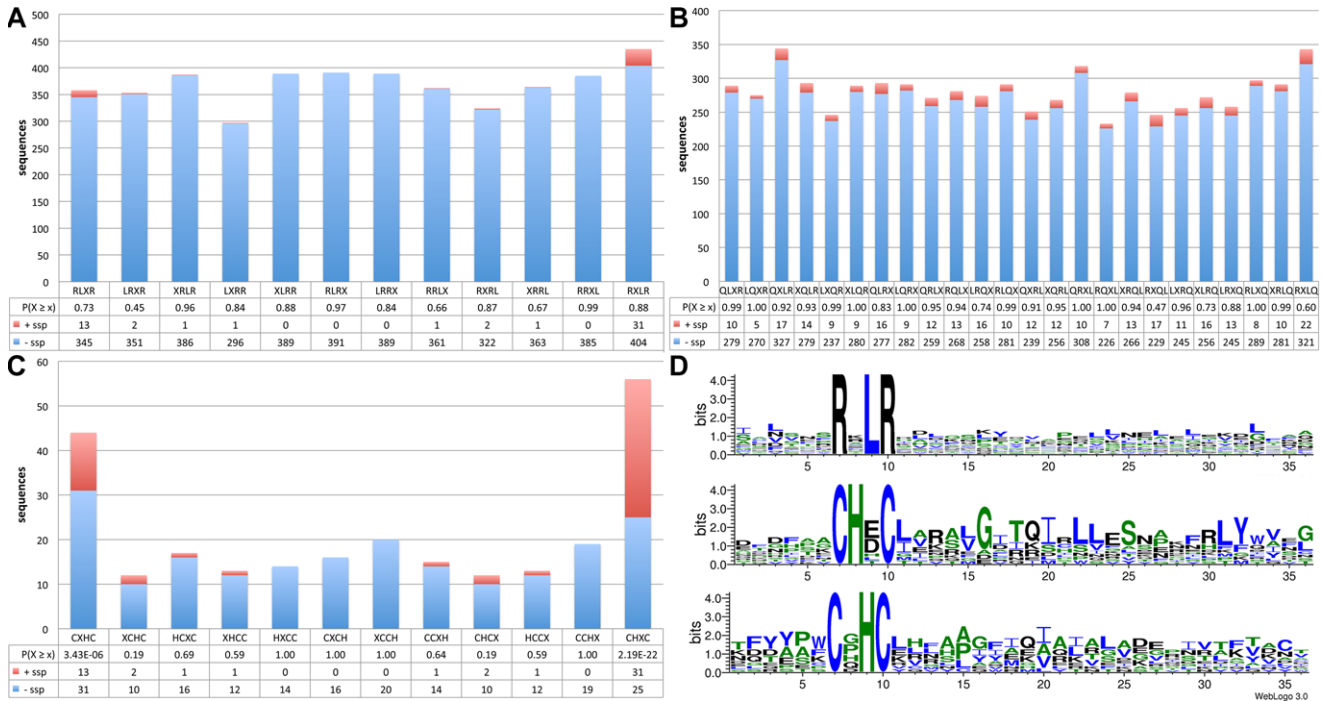 A
500
450
400
350
300
250
200
150
100
50
0
sequences
RLXR LRXR XRLR LXRR XLRR RLRX LRRX RRLX RXRL XRRL RRXL RXLR
P(X ≥ x) 0.73 0.45 0.96 0.84 0.88 0.97 0.84 0.66 0.87 0.67 0.99 0.88
+ ssp 13 2 1 1 0 0 0 1 2 1 0 31
- ssp 345 351 386 296 389 391 389 361 322 363 385 404
B
400
350
300
250
200
150
100
50
0
sequences
QLXR LQXR QXLR XQLR LXQR XLQR QLRX LQRX QRLX RQLX LRQX RLQX QXRL XQRL QRXL RQXL XRQL RXQL LXRQ XLRQ LRXQ RLXQ XRLQ RXLQ
P(X ≥ x) 0.99 1.00 0.92 0.93 0.99 1.00 0.83 1.00 0.95 0.94 0.74 0.99 0.91 0.95 1.00 1.00 0.94 0.47 0.96 0.73 0.88 1.00 0.99 0.60
+ ssp 10 5 17 14 9 9 16 9 12 13 16 10 12 12 10 7 13 17 11 16 13 8 10 22
- ssp 279 270 327 279 237 280 277 282 259 268 258 281 239 256 308 226 266 229 245 256 245 289 281 321
C
60
50
40
30
20
10
0
sequences
CXHC XCHC HCXC XHCC HXCC CXCH XCCH CCXH CHCX HCCX CCHX CHXC
P(X ≥ x) 3.43E-06 0.19 0.69 0.59 1.00 1.00 1.00 0.64 0.19 0.59 1.00 2.19E-22
+ ssp 13 2 1 1 0 0 0 1 2 1 0 31
- ssp 31 10 16 12 14 16 20 14 10 12 19 25
D
bits
4.0
3.0
2.0
1.0
0.0
R LR
5 10 15 20 25 30 35
bits
4.0
3.0
2.0
1.0
0.0
CHEC
5 10 15 20 25 30 35
bits
4.0
3.0
2.0
1.0
0.0
C HC
5 10 15 20 25 30 35
WebLogo 3.0